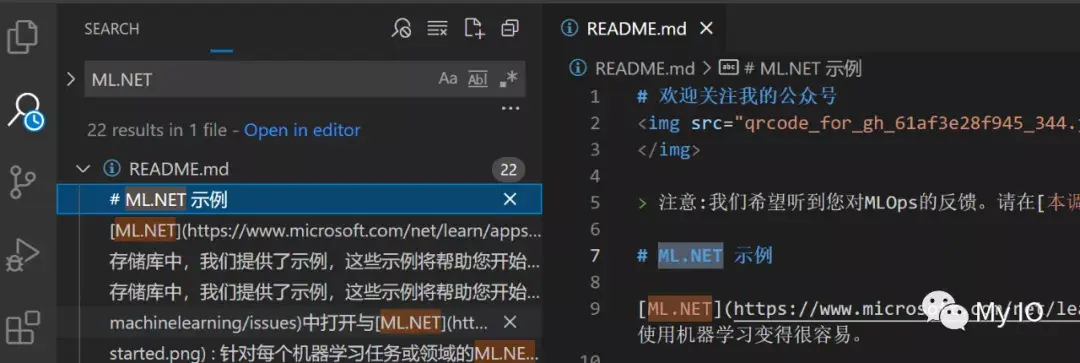 SEARCH
ML.NET
Aa Abl .*
22 results in 1 file - Open in editor
README.md
22
# ML.NET 示例
[ML.NET](https://www.microsoft.com/net/learn/apps...
存储库中，我们提供了示例，这些示例将帮助您开始...
存储库中，我们提供了示例，这些示例将帮助您开始...
machinelearning/issues)中打开与[ML.NET](htt...
started.png) : 针对每个机器学习任务或领域的ML.NE...
README.md
README.md > abc # ML.NET 示例
1 # 欢迎关注我的公众号
2 <img src="qrcode_for_gh_61af3e28f945_344.
3 </img>
4
5 > 注意:我们希望听到您对MLOps的反馈。请在[本调
6
7 # ML.NET 示例
8
9 [ML.NET](https://www.microsoft.com/net/lea
使用机器学习变得很容易。
10
My IO